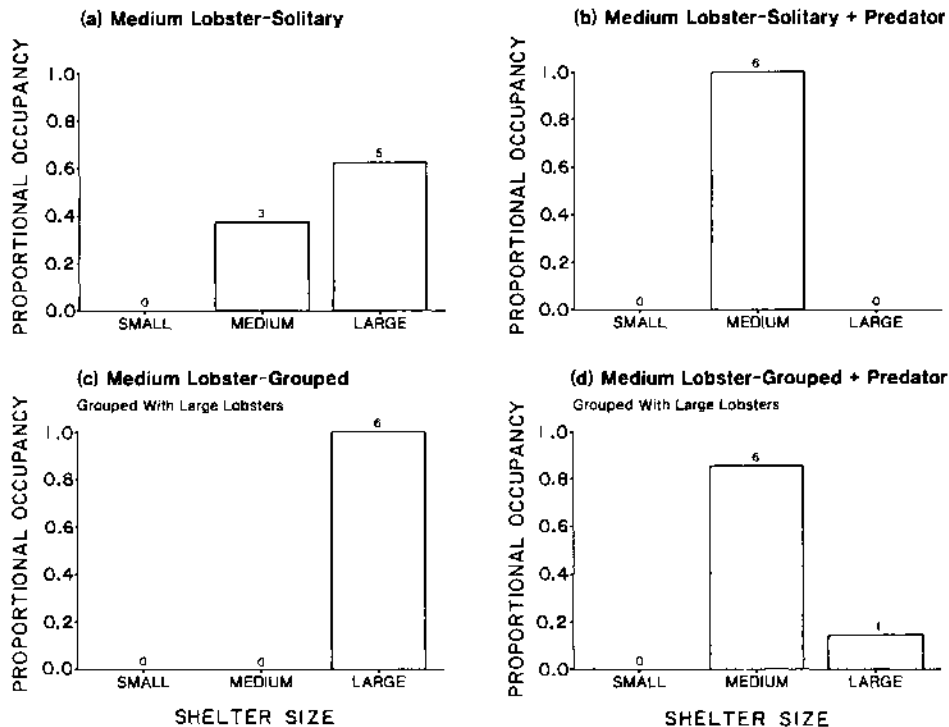 (a) Medium Lobster-Solitary
PROPORTIONAL OCCUPANCY
1.0
0.8
0.6
0.4
0.2
0.0
0
3
5
SMALL
MEDIUM
LARGE
(b) Medium Lobster-Solitary + Predator
PROPORTIONAL OCCUPANCY
1.0
0.8
0.6
0.4
0.2
0.0
0
6
0
SMALL
MEDIUM
LARGE
(c) Medium Lobster-Grouped
Grouped With Large Lobsters
PROPORTIONAL OCCUPANCY
1.0
0.8
0.6
0.4
0.2
0.0
0
0
6
SMALL
MEDIUM
LARGE
SHELTER SIZE
(d) Medium Lobster-Grouped + Predator
Grouped With Large Lobsters
PROPORTIONAL OCCUPANCY
1.0
0.8
0.6
0.4
0.2
0.0
0
6
1
SMALL
MEDIUM
LARGE
SHELTER SIZE